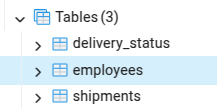 Tables (3)
delivery_status
employees
shipments